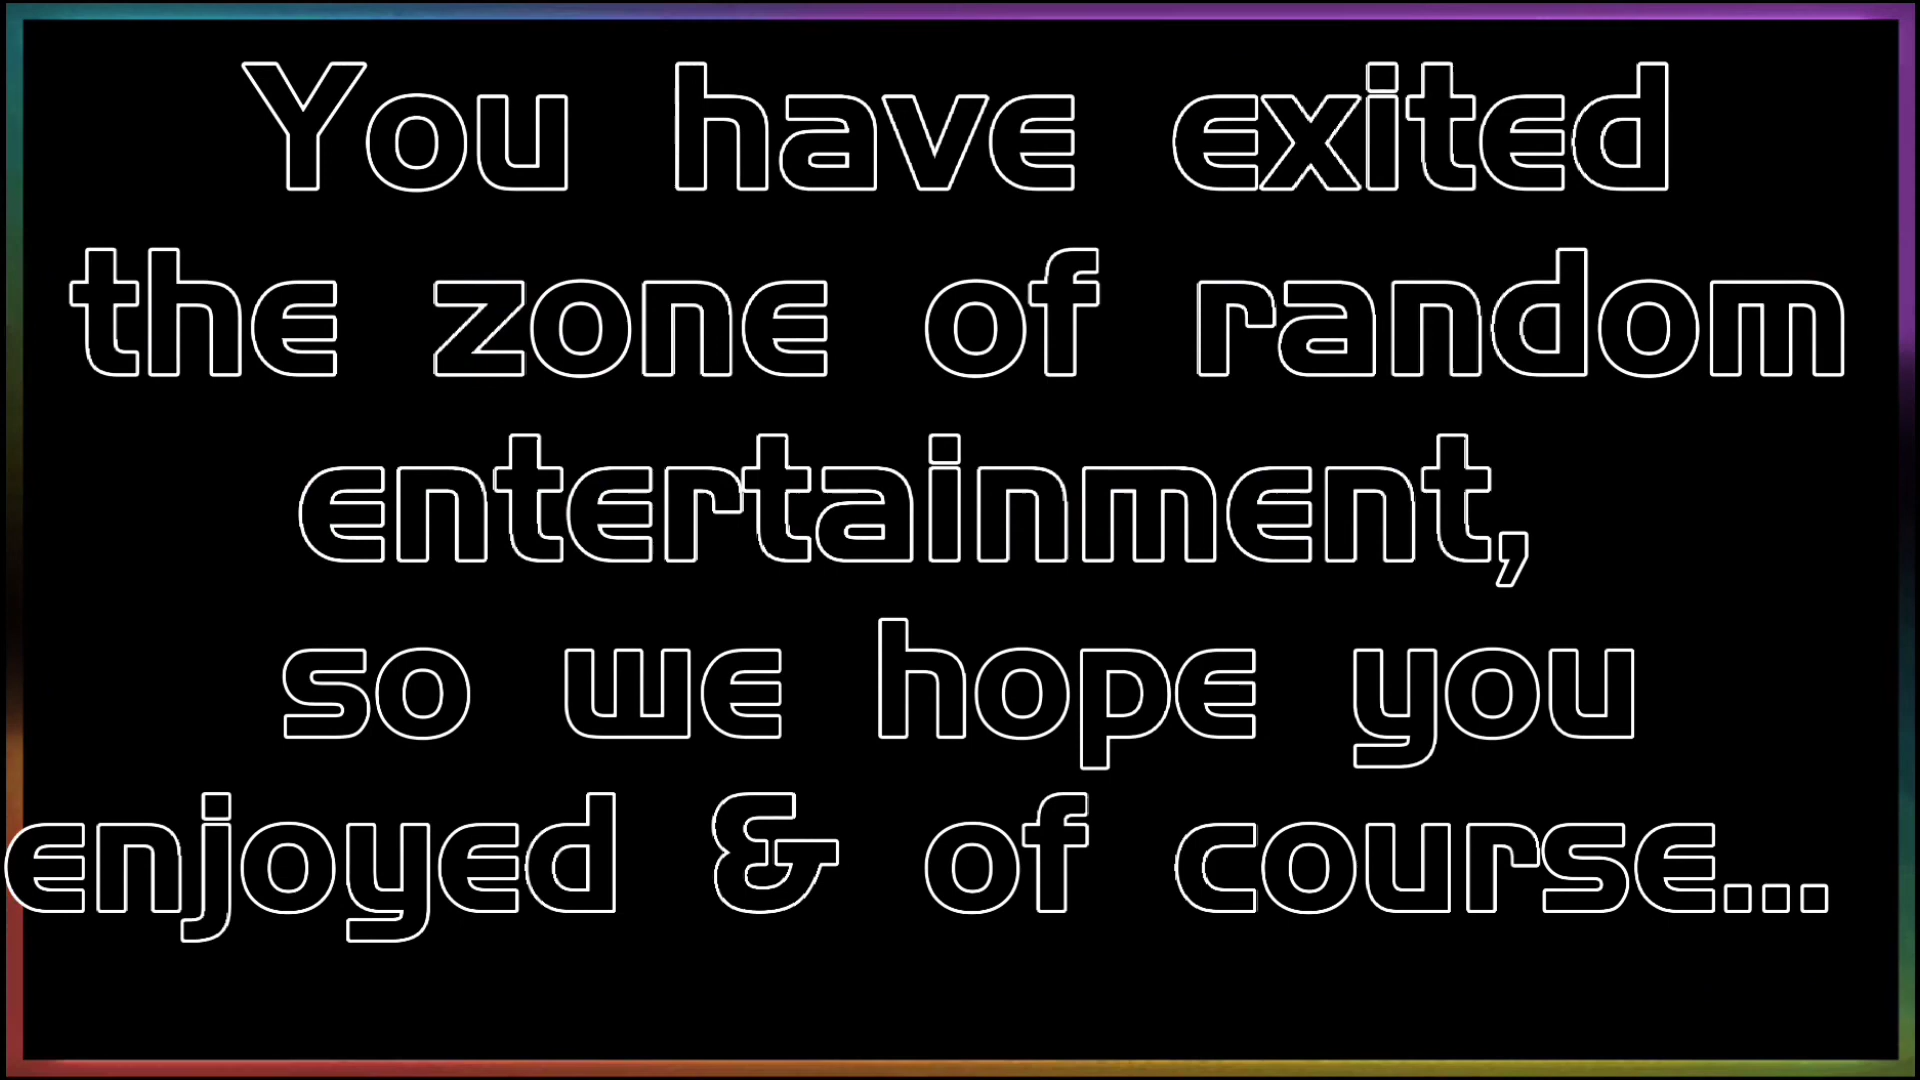 You have exited
the zone of random
entertainment,
so we hope you
enjoyed & of course...